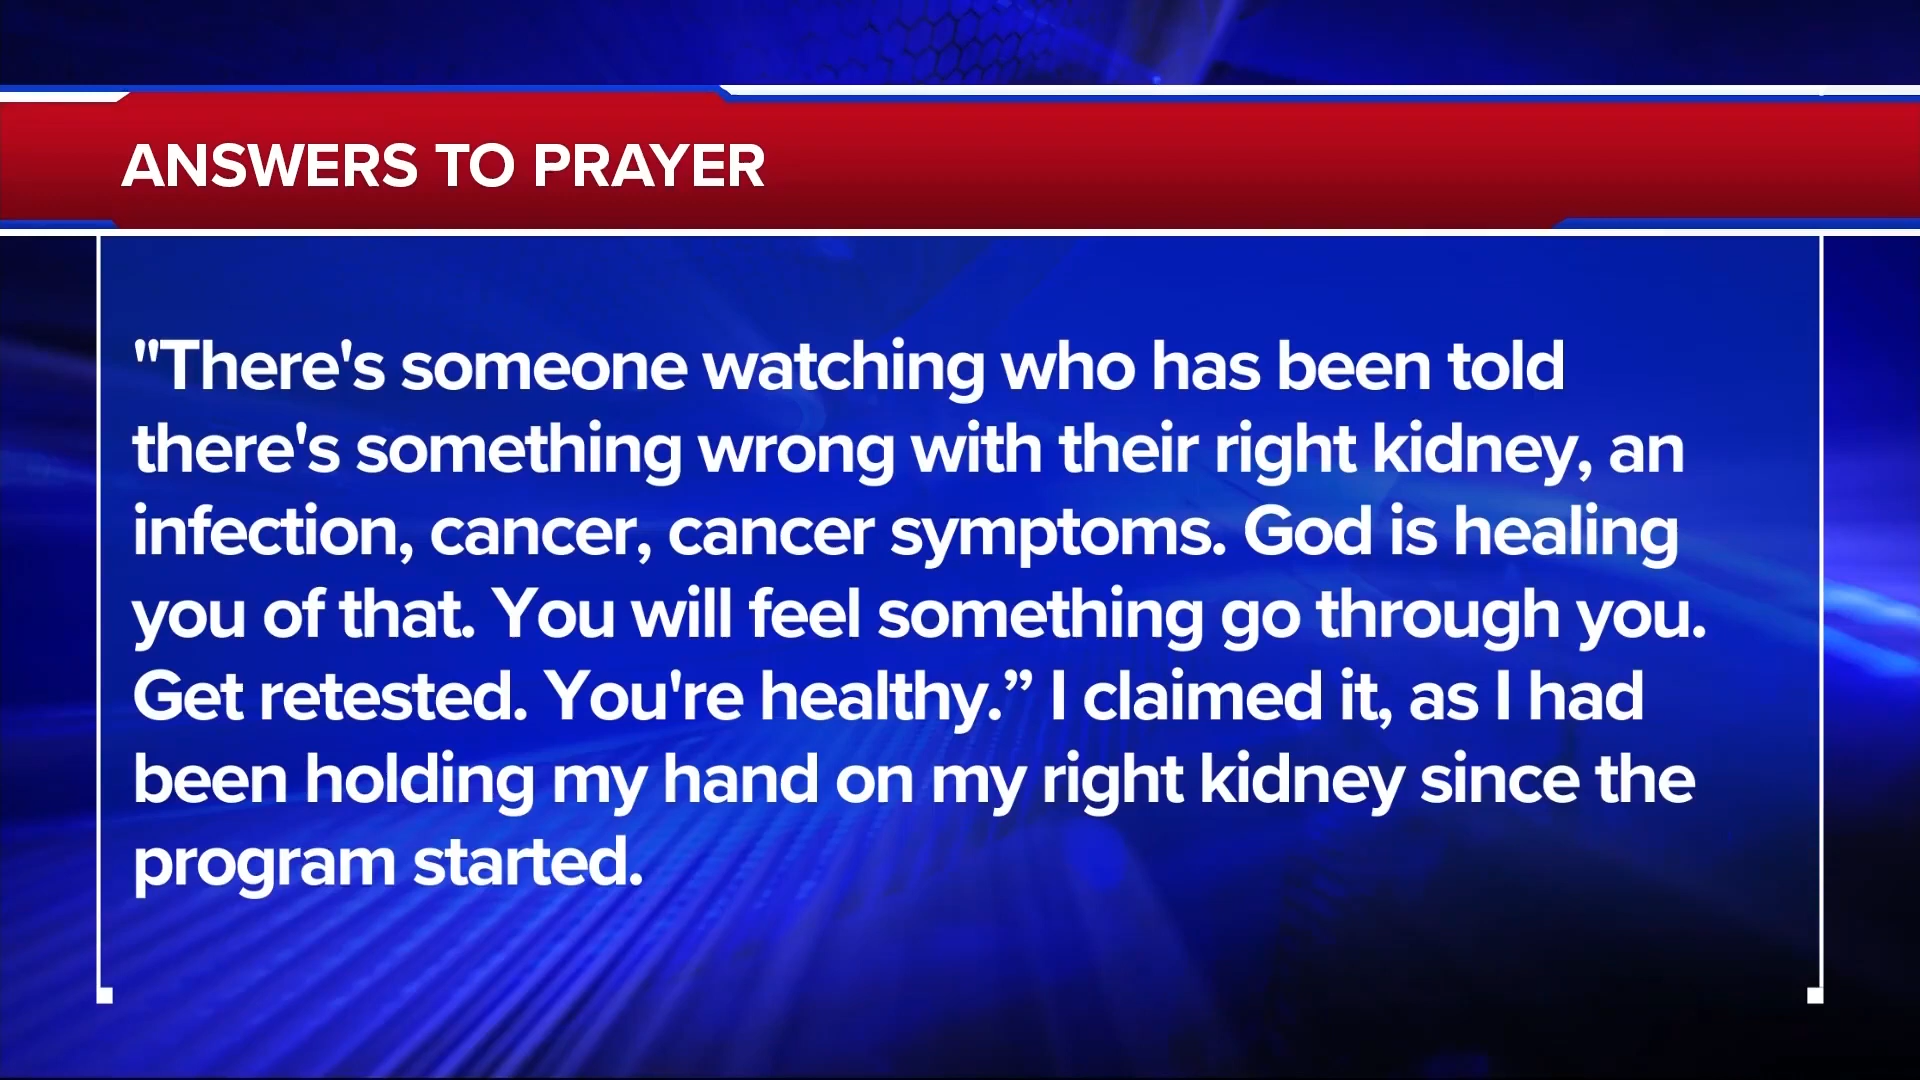 ANSWERS TO PRAYER
"There's someone watching who has been told
there's something wrong with their right kidney, an
infection, cancer, cancer symptoms. God is healing
you of that. You will feel something go through you.
Get retested. You're healthy.” I claimed it, as I had
been holding my hand on my right kidney since the
program started.